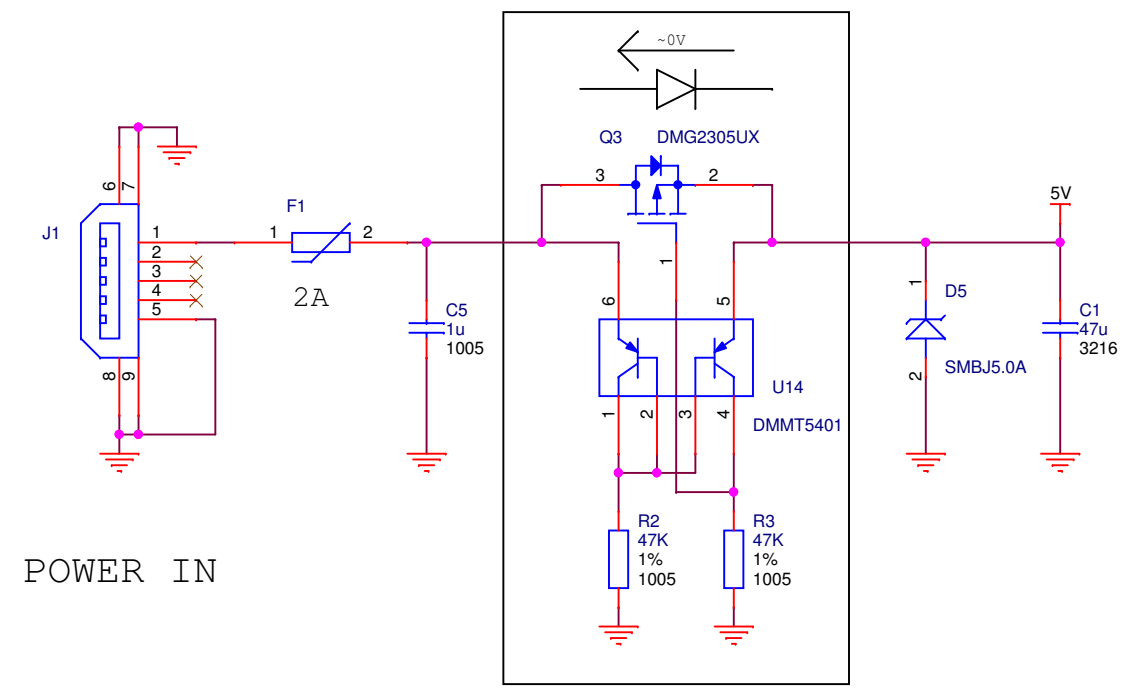 ~0V
Q3 DMG2305UX
3 2
1
6 7
J1
1
2
3
4
5
8 9
F1
1 2
2A
C5
1u
1005
6 5
U14
DMMT5401
1 2 3 4
R2
47K
1%
1005
R3
47K
1%
1005
5V
1
D5
2
SMBJ5.0A
C1
47u
3216
POWER IN